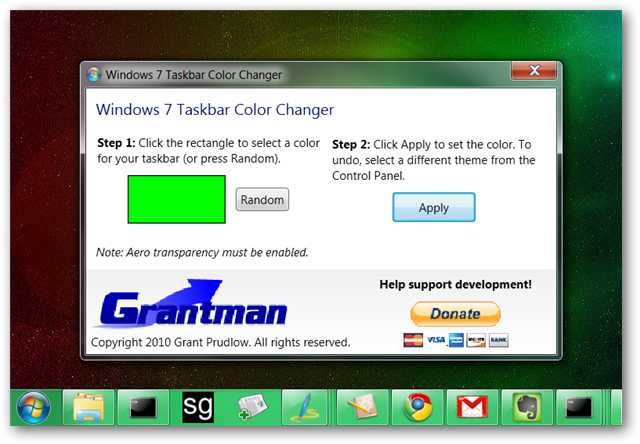 Windows 7 Taskbar Color Changer
Windows 7 Taskbar Color Changer
Step 1: Click the rectangle to select a color
for your taskbar (or press Random).
Random
Step 2: Click Apply to set the color. To
undo, select a different theme from the
Control Panel.
Apply
Note: Aero transparency must be enabled.
Grantman
Copyright 2010 Grant Prudlow. All rights reserved.
Help support development!
Donate
VISA
BANK
sg